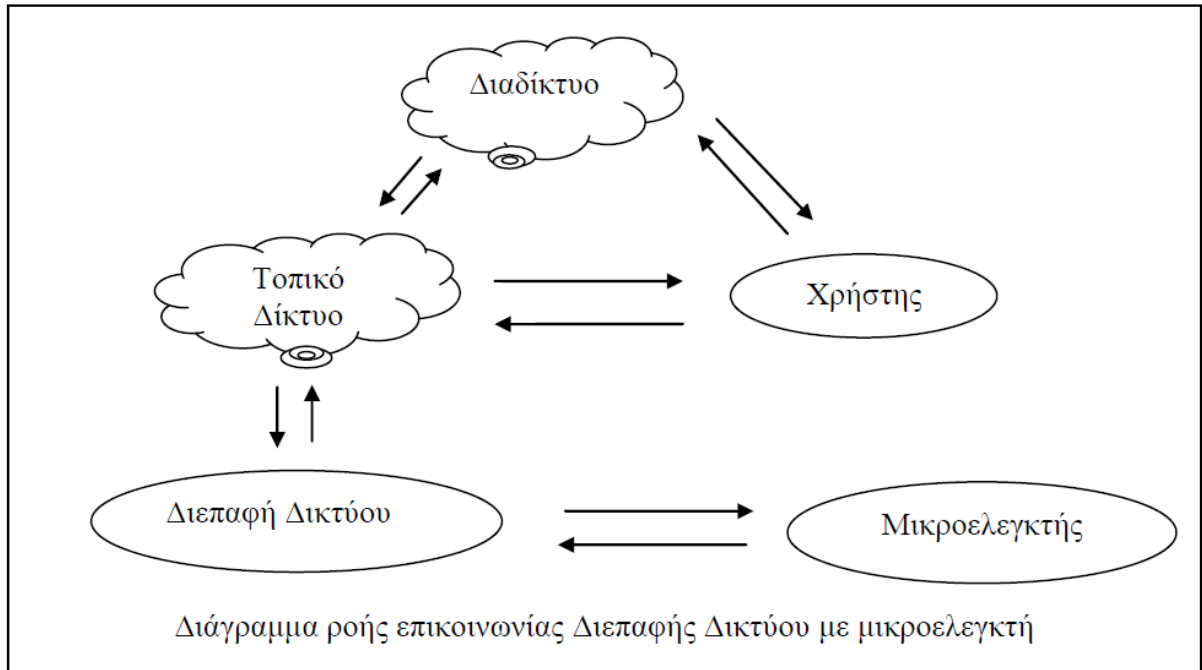 Διαδίκτυο
Τοπικό
Δίκτυο
Χρήστης
Διεπαφή Δικτύου
Μικροελεγκτής
Διάγραμμα ροής επικοινωνίας Διεπαφής Δικτύου με μικροελεγκτή